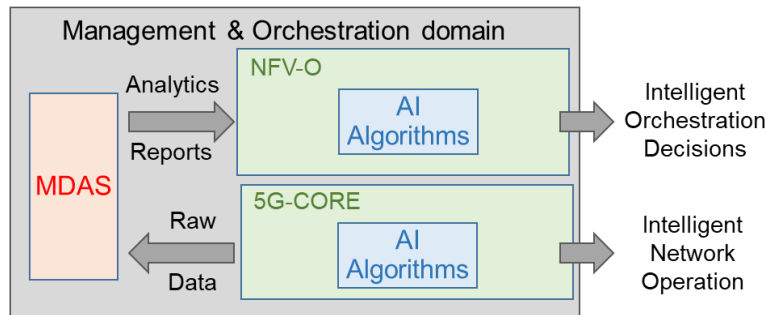 Management & Orchestration domain
NFV-O
Analytics
Reports
AI
Algorithms
Intelligent
Orchestration
Decisions
MDAS
5G-CORE
Raw
Data
AI
Algorithms
Intelligent
Network
Operation